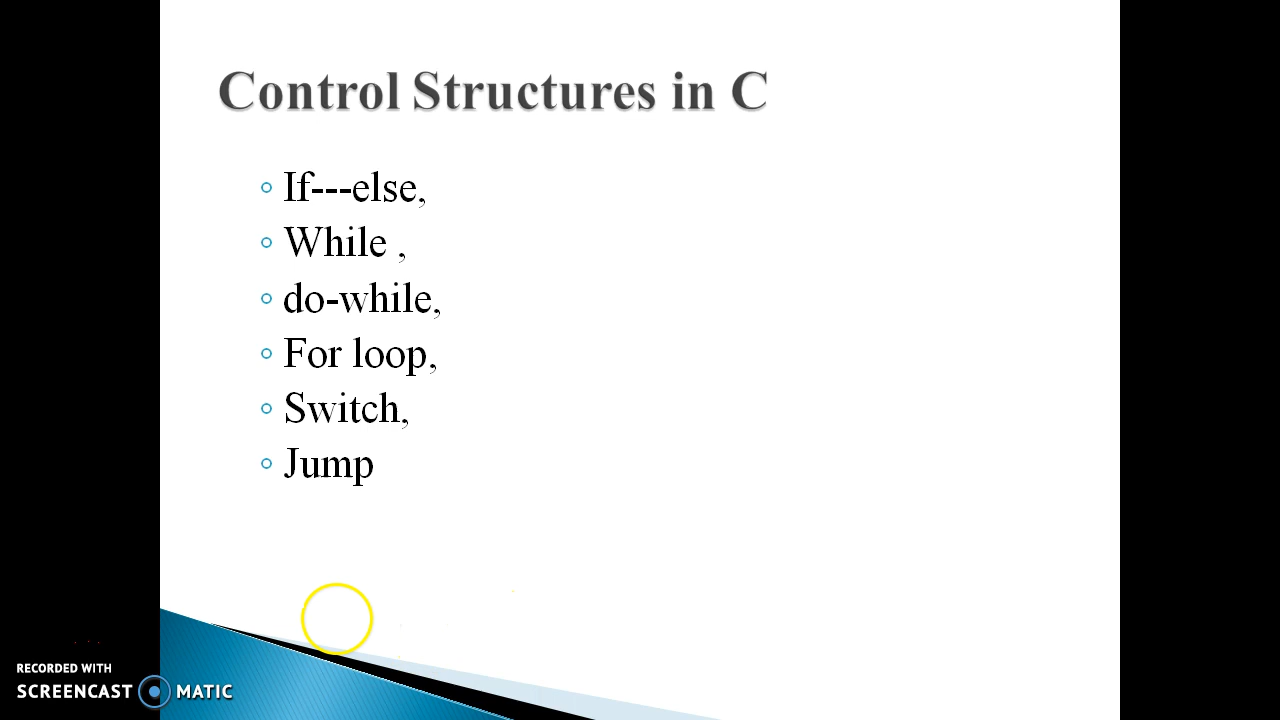 Control Structures in C
If---else,
While ,
do-while,
For loop,
Switch,
Jump
RECORDED WITH
SCREENCAST MATIC